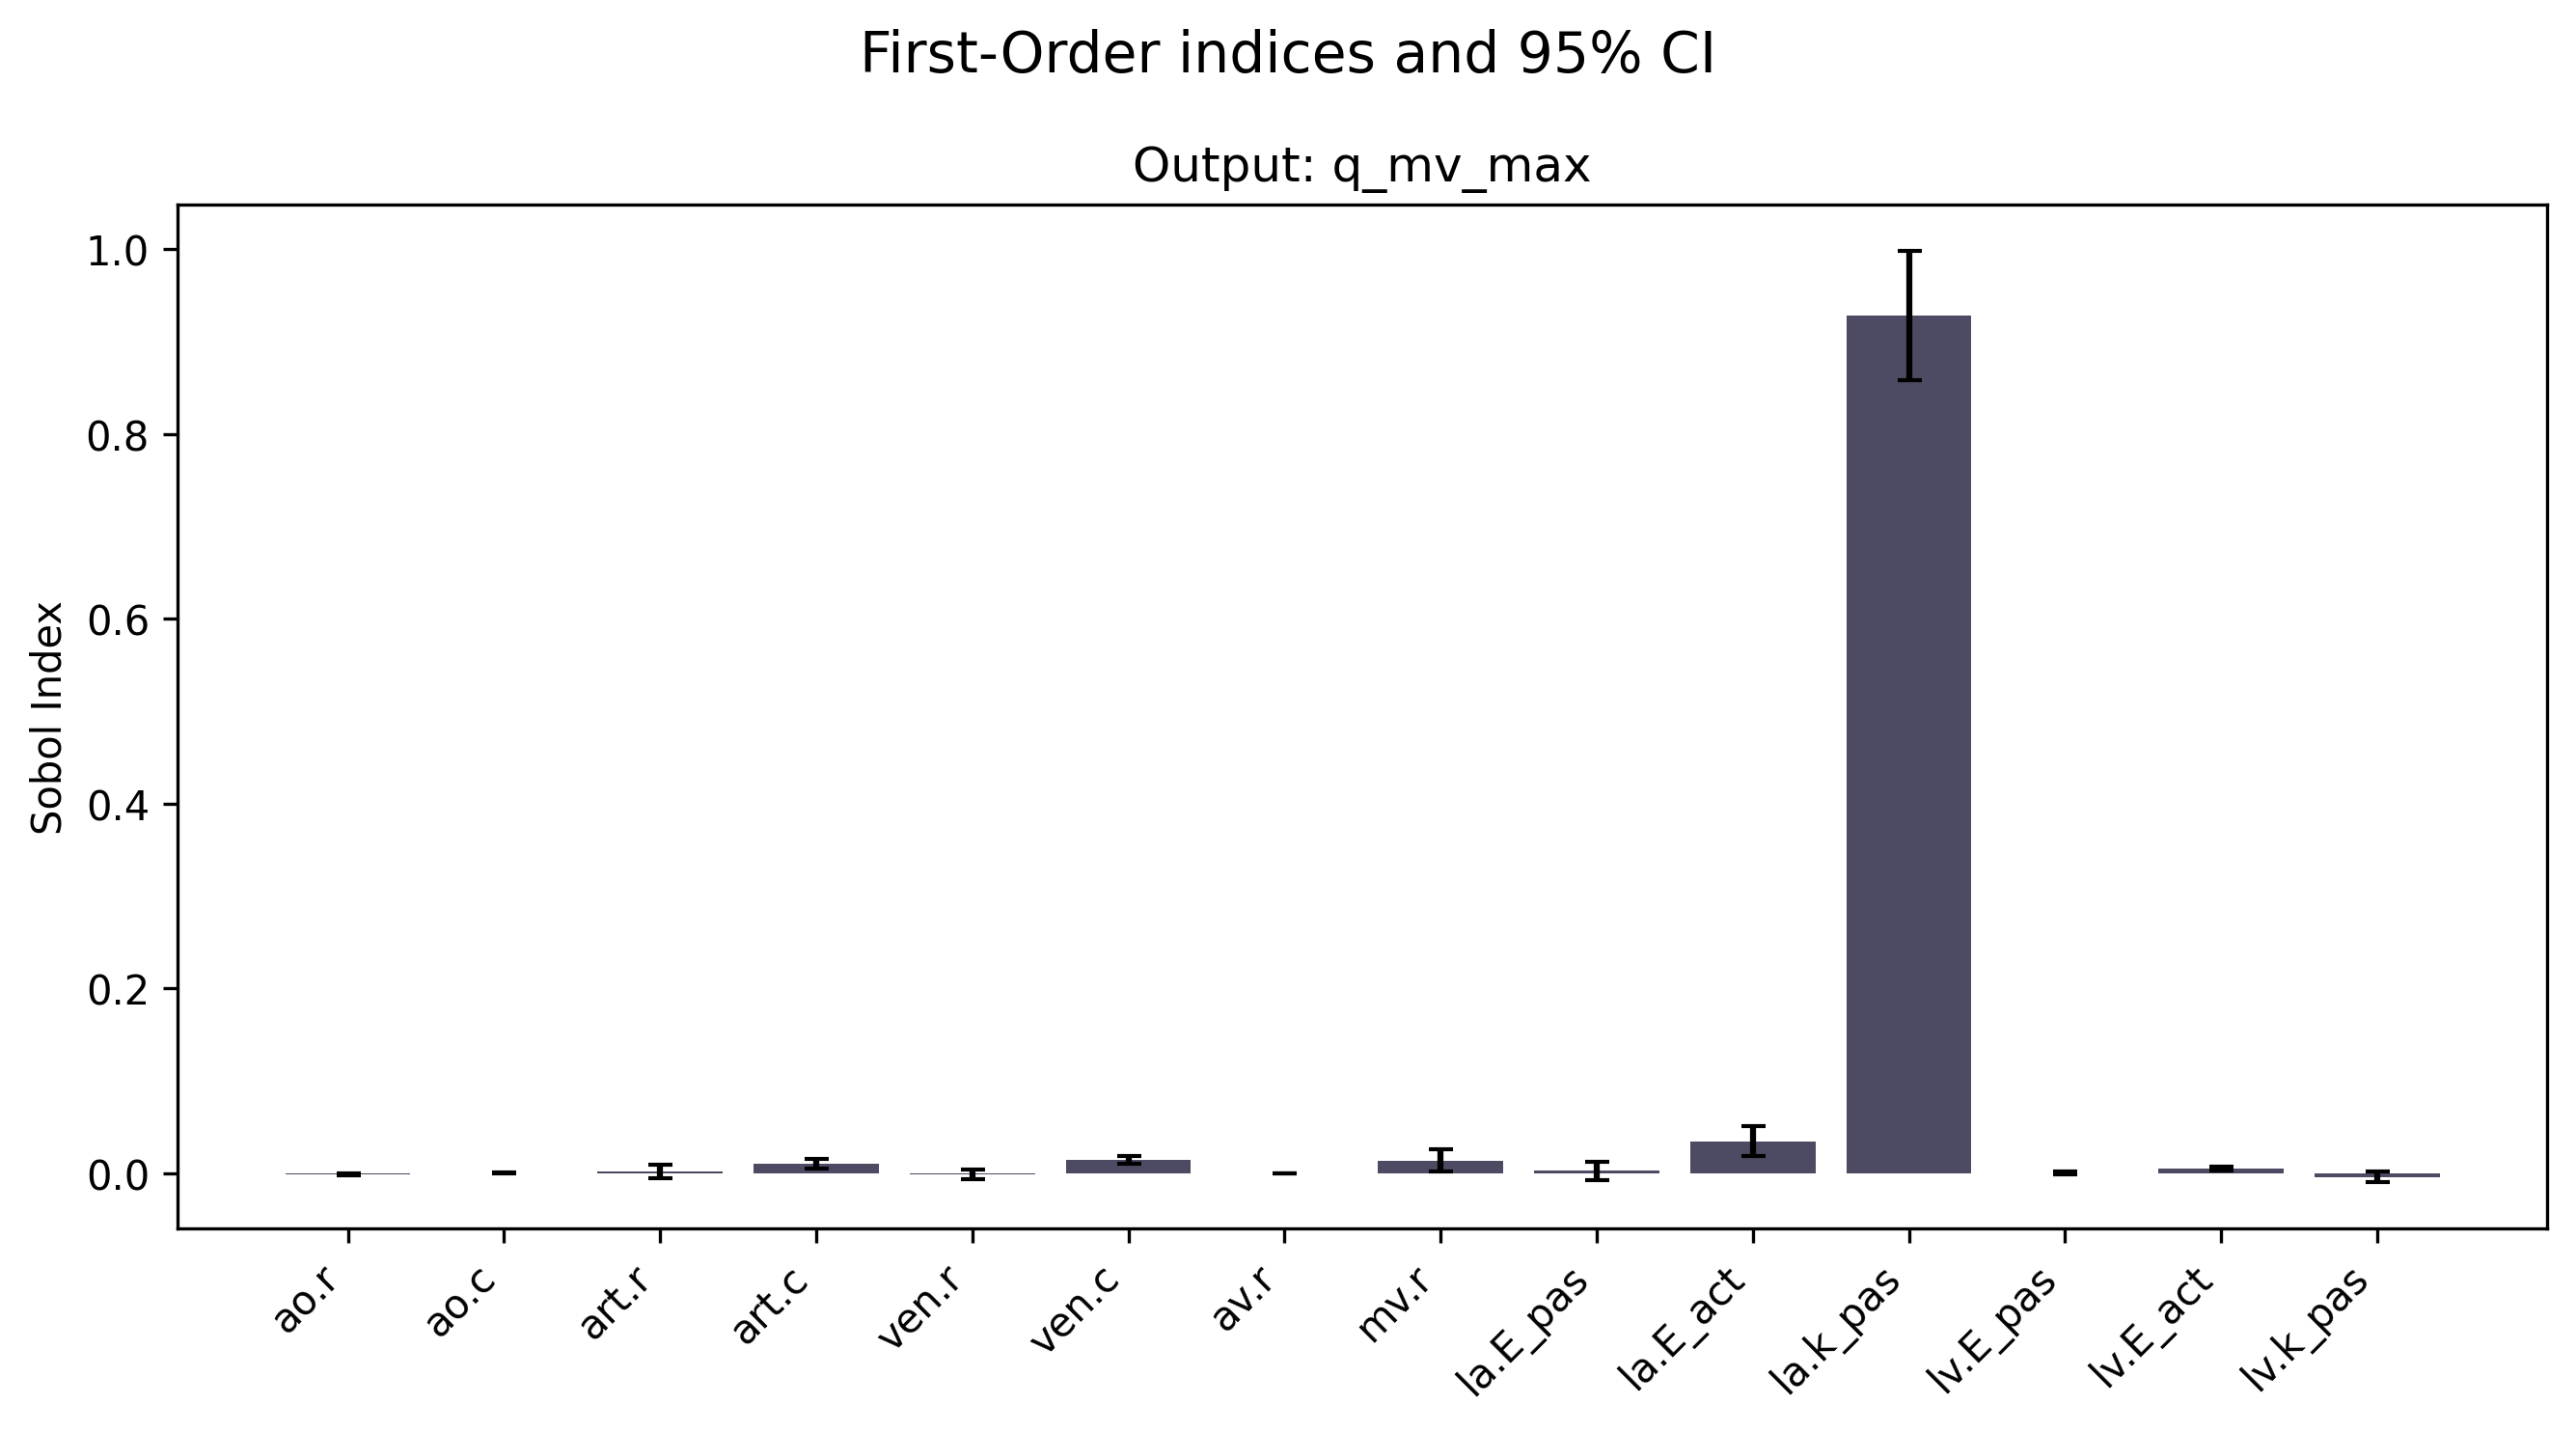 First-Order indices and 95% CI
Output: q_mv_max
Sobol Index
1.0
0.8
0.6
0.4
0.2
0.0
ao.r
ao.c
art.r
art.c
ven.r
ven.c
av.r
mv.r
la.E_pas
la.E_act
la.k_pas
lv.E_pas
lv.E_act
lv.k_pas